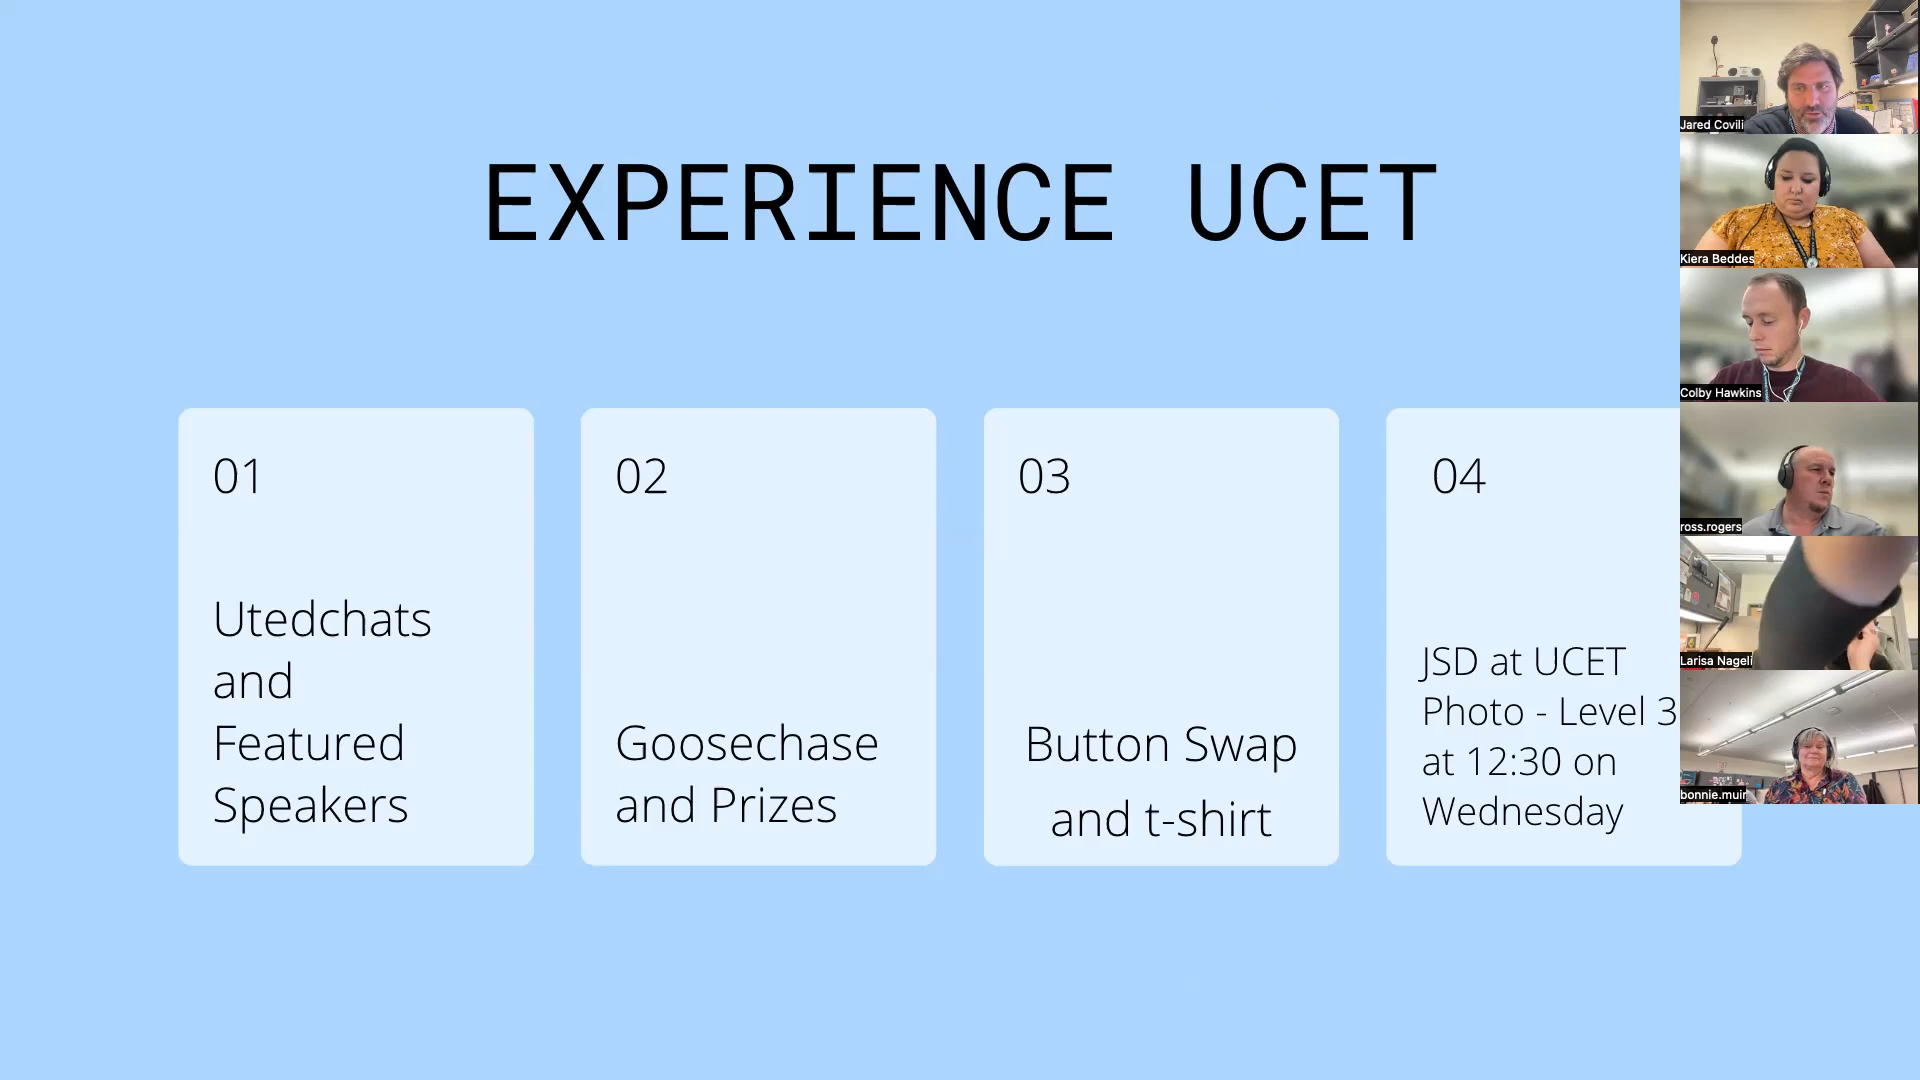 EXPERIENCE UCET
01
Utedchats
and
Featured
Speakers
02
Goosechase
and Prizes
03
Button Swap
and t-shirt
04
JSD at UCET
Photo - Level 3
at 12:30 on
Wednesday
Jared Covili
Kiera Beddes
Colby Hawkins
ross.rogers
Larisa Nageli
bonnie.muir